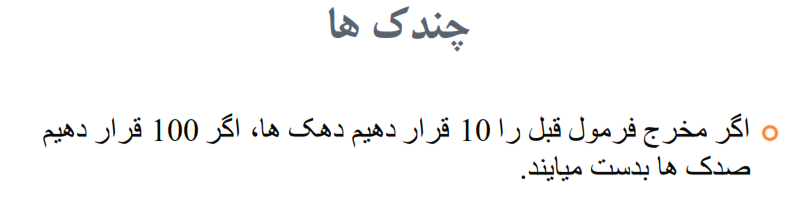 چندک ها
اگر مخرج فرمول قبل را 10 قرار دهیم دهک ها، اگر 100 قرار دهیم
صدک ها بدست میایند.